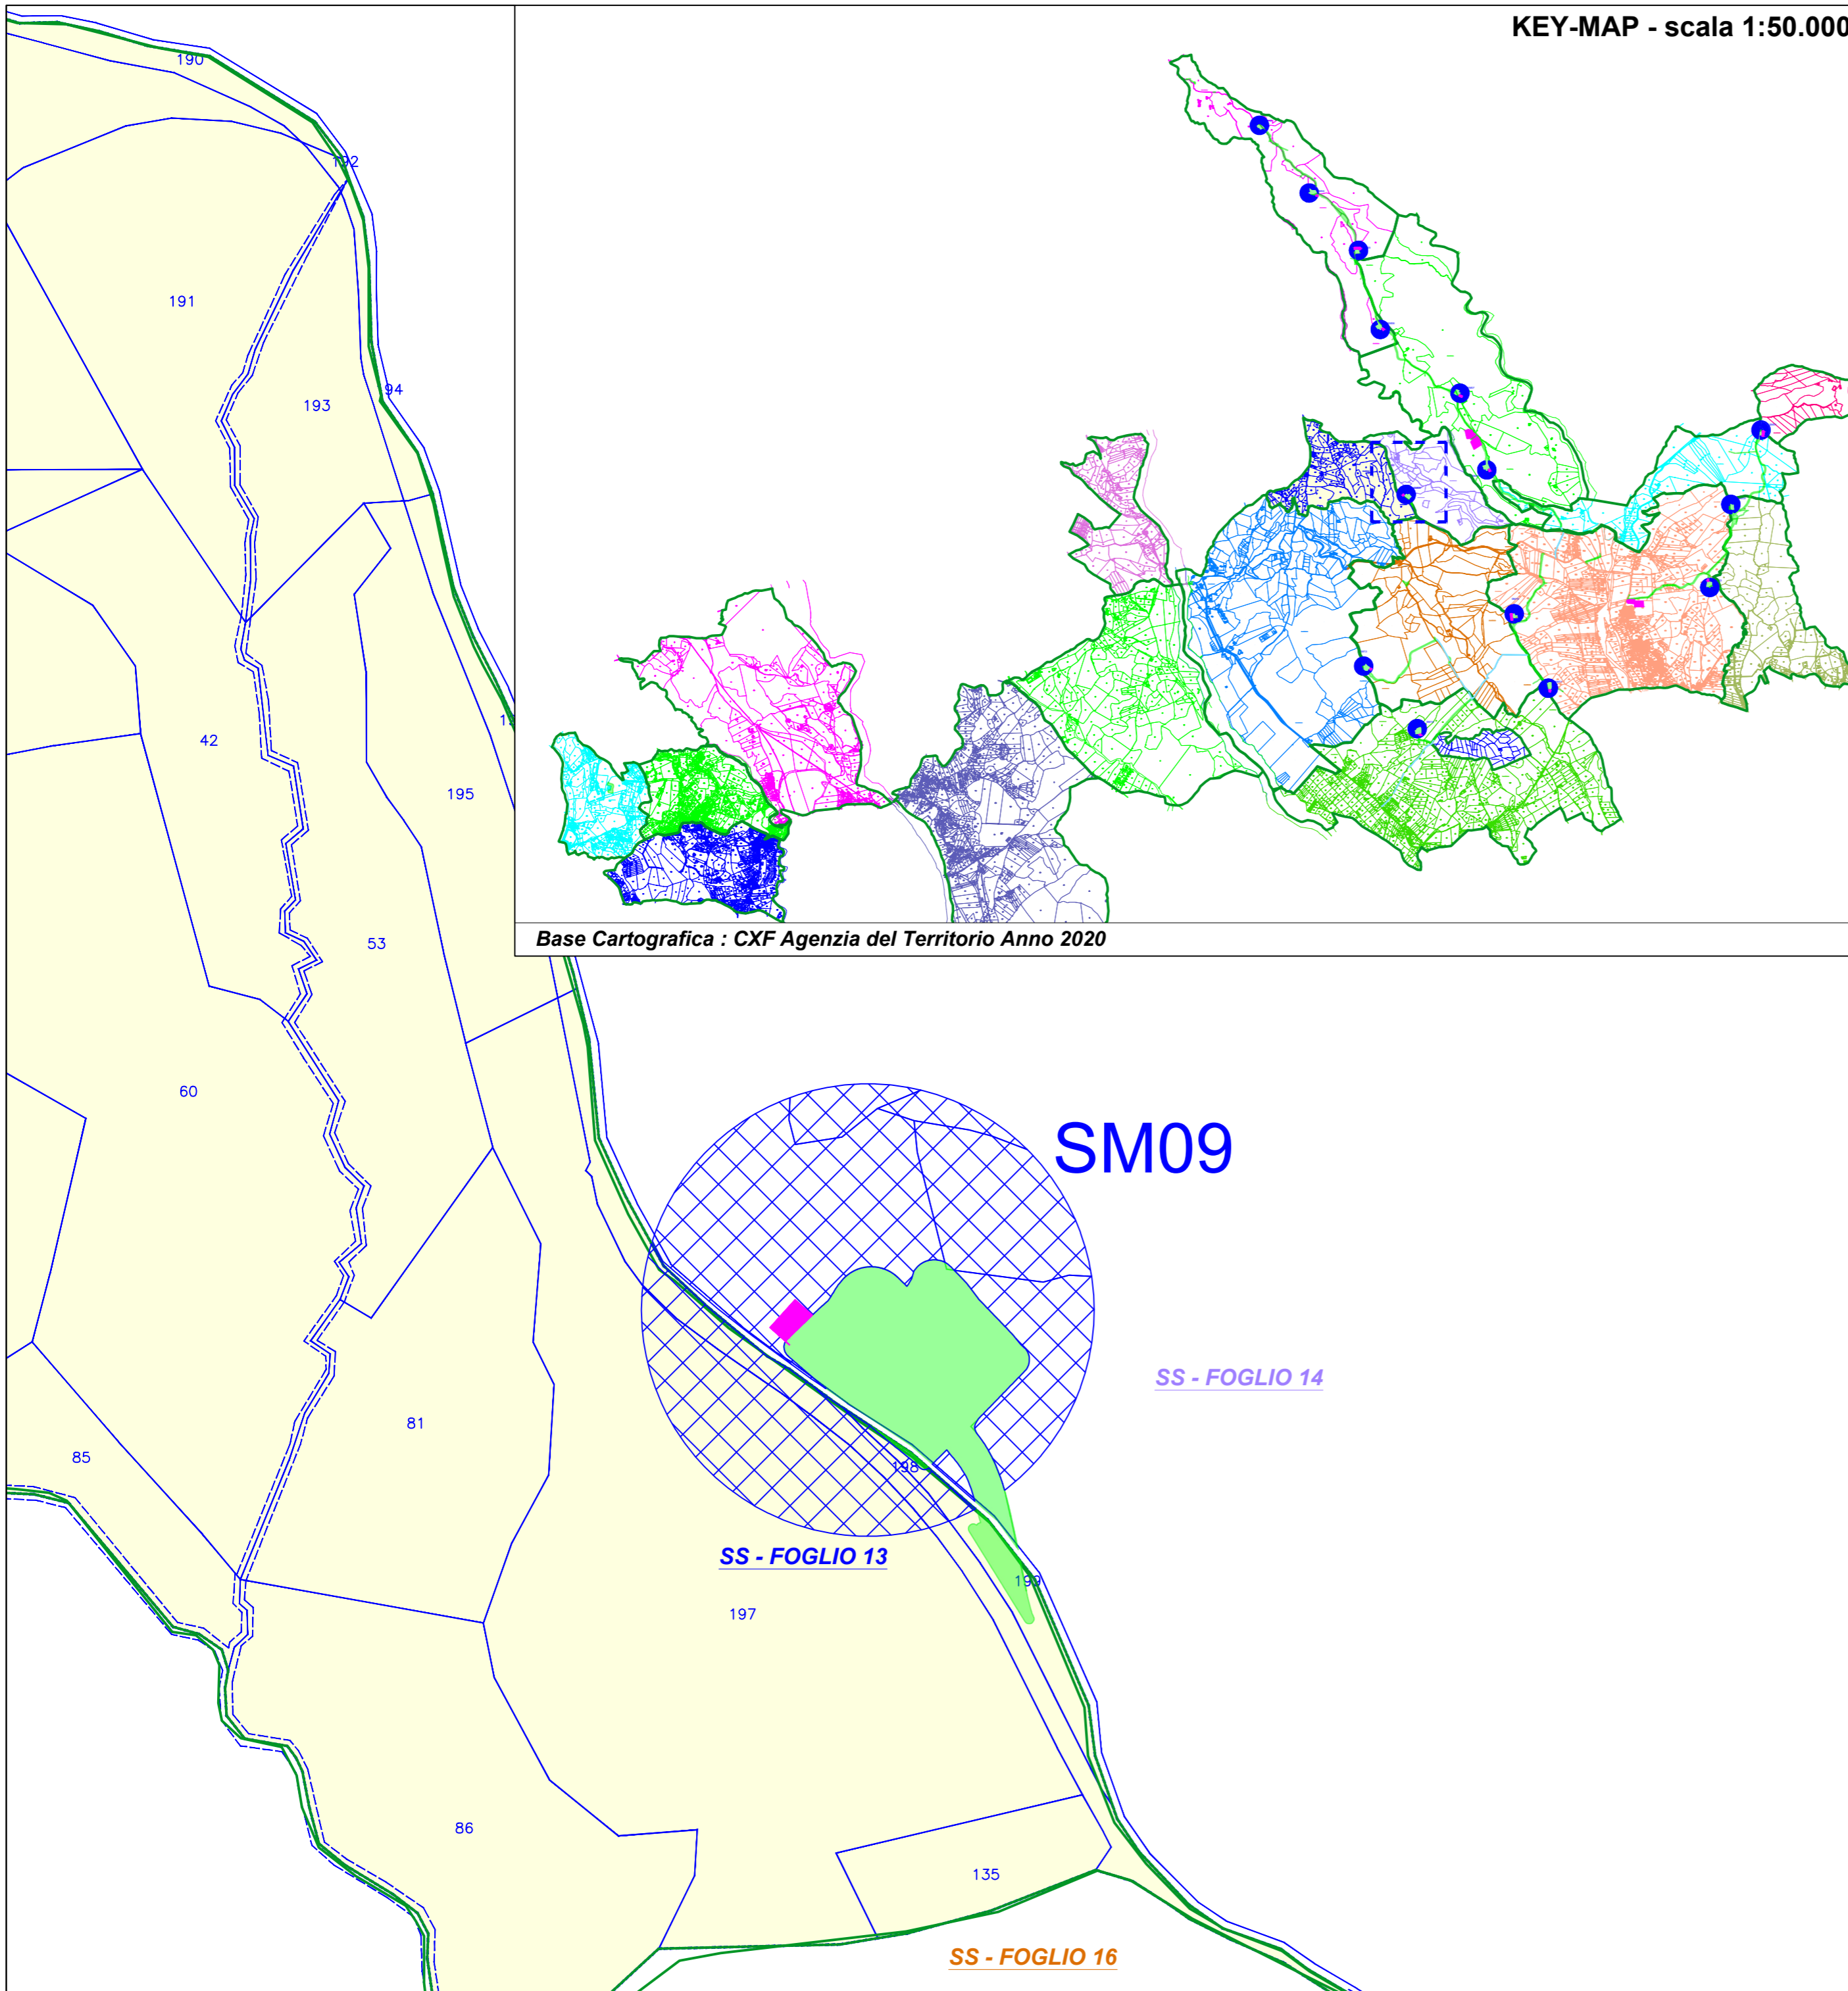 KEY-MAP - scala 1:50.000
190
192
191
94
193
42
195
53
Base Cartografica : CXF Agenzia del Territorio Anno 2020
60
SM09
SS - FOGLIO 14
81
85
198
SS - FOGLIO 13
199
197
86
135
SS - FOGLIO 16